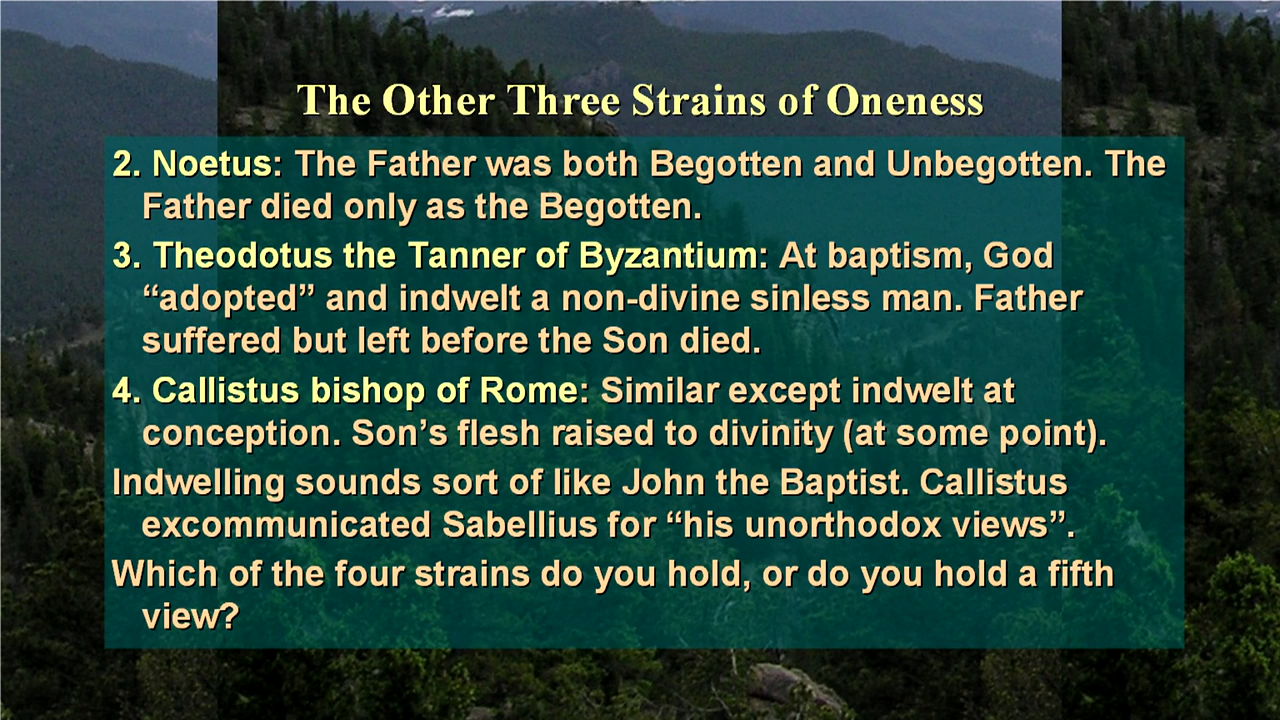 The Other Three Strains of Oneness
2. Noetus: The Father was both Begotten and Unbegotten. The
Father died only as the Begotten.
3. Theodotus the Tanner of Byzantium: At baptism, God
“adopted” and indwelt a non-divine sinless man. Father
suffered but left before the Son died.
4. Callistus bishop of Rome: Similar except indwelt at
conception. Son’s flesh raised to divinity (at some point).
Indwelling sounds sort of like John the Baptist. Callistus
excommunicated Sabellius for “his unorthodox views”.
Which of the four strains do you hold, or do you hold a fifth
view?